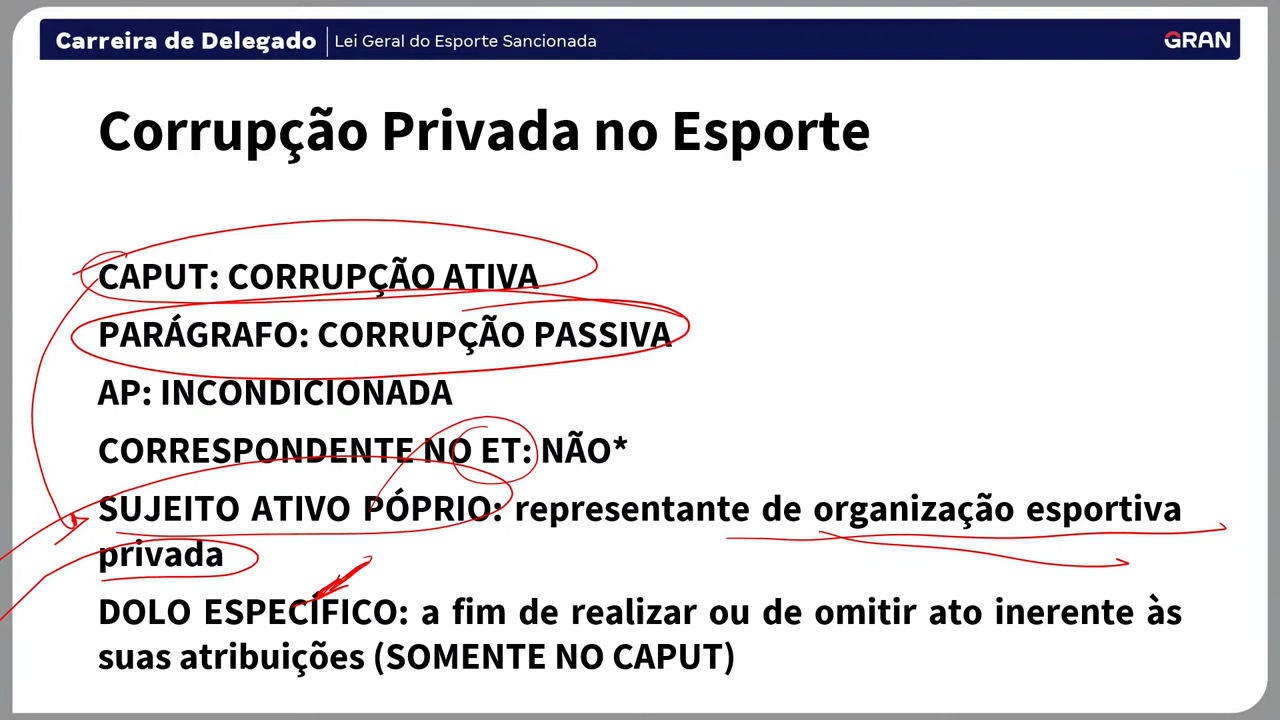 Carreira de Delegado
Lei Geral do Esporte Sancionada
GRAN
Corrupção Privada no Esporte
CAPUT: CORRUPÇÃO ATIVA
PARÁGRAFO: CORRUPÇÃO PASSIVA
AP: INCONDICIONADA
CORRESPONDENTE NO ET: NÃO*
SUJEITO ATIVO PÓPRIO: representante de organização esportiva
privada
DOLO ESPECÍFICO: a fim de realizar ou de omitir ato inerente às
suas atribuições (SOMENTE NO CAPUT)